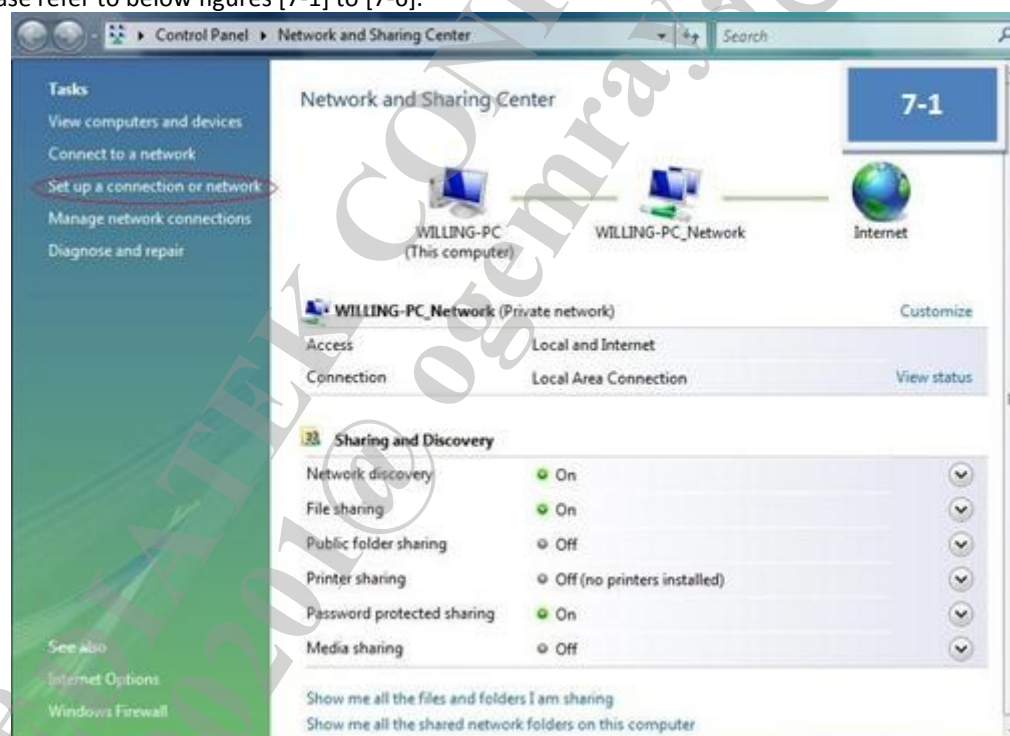 ase refer to below figures [7-1] to [7-6].
Control Panel Network and Sharing Center Search
Tasks
View computers and devices
Connect to a network
Set up a connection or network
Manage network connections
Diagnose and repair
See also
Internet Options
Windows Firewall
Network and Sharing Center
7-1
WILLING-PC
(This computer)
WILLING-PC_Network
Internet
WILLING-PC_Network (Private network) Customize
Access Local and Internet
Connection Local Area Connection View status
Sharing and Discovery
Network discovery On
File sharing On
Public folder sharing Off
Printer sharing Off (no printers installed)
Password protected sharing On
Media sharing Off
Show me all the files and folders I am sharing
Show me all the shared network folders on this computer